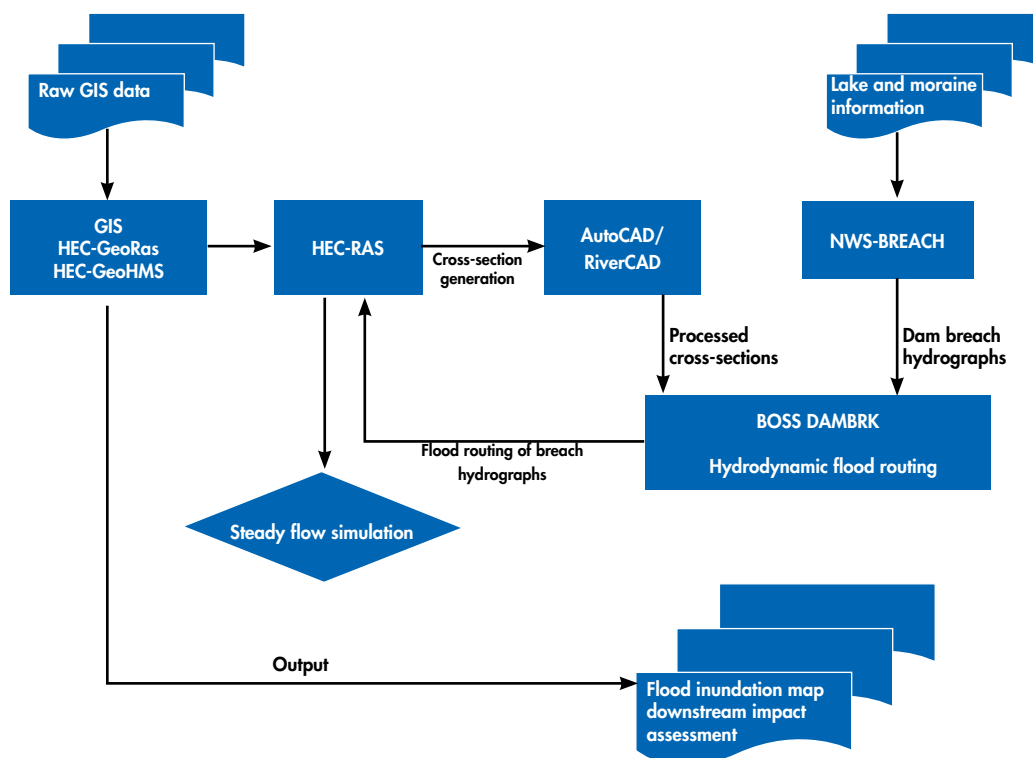 Raw GIS data
Lake and moraine
information
GIS
HEC-GeoRas
HEC-GeoHMS
HEC-RAS
Cross-section
generation
AutoCAD/
RiverCAD
NWS-BREACH
Processed
cross-sections
Dam breach
hydrographs
BOSS DAMBRK
Hydrodynamic flood routing
Flood routing of breach
hydrographs
Steady flow simulation
Output
Flood inundation map
downstream impact
assessment